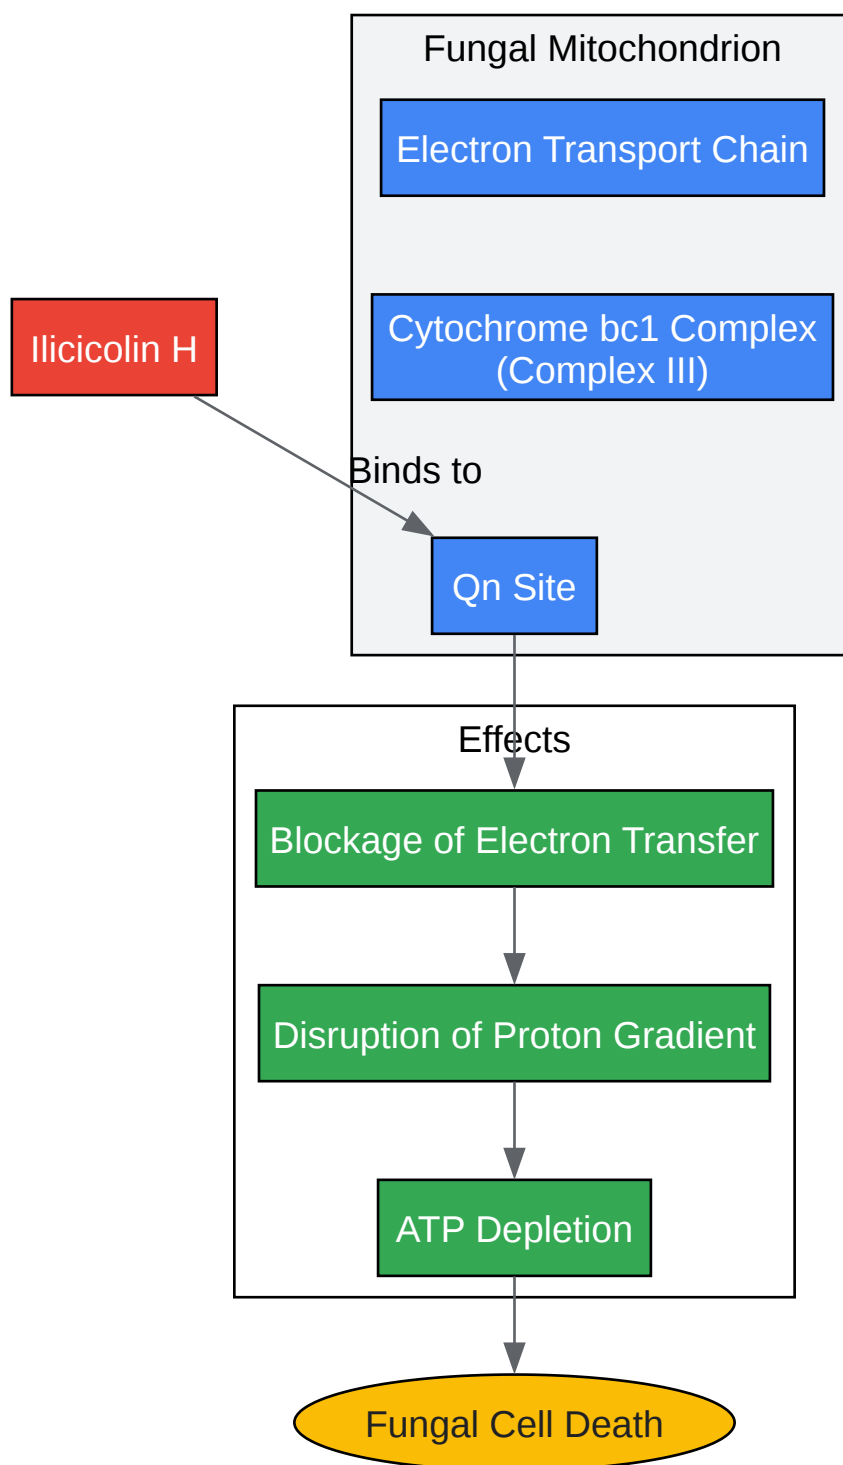 Fungal Mitochondrion
Electron Transport Chain
Cytochrome bc1 Complex
(Complex III)
Ilicicolin H
Binds to
Qn Site
Effects
Blockage of Electron Transfer
Disruption of Proton Gradient
ATP Depletion
Fungal Cell Death